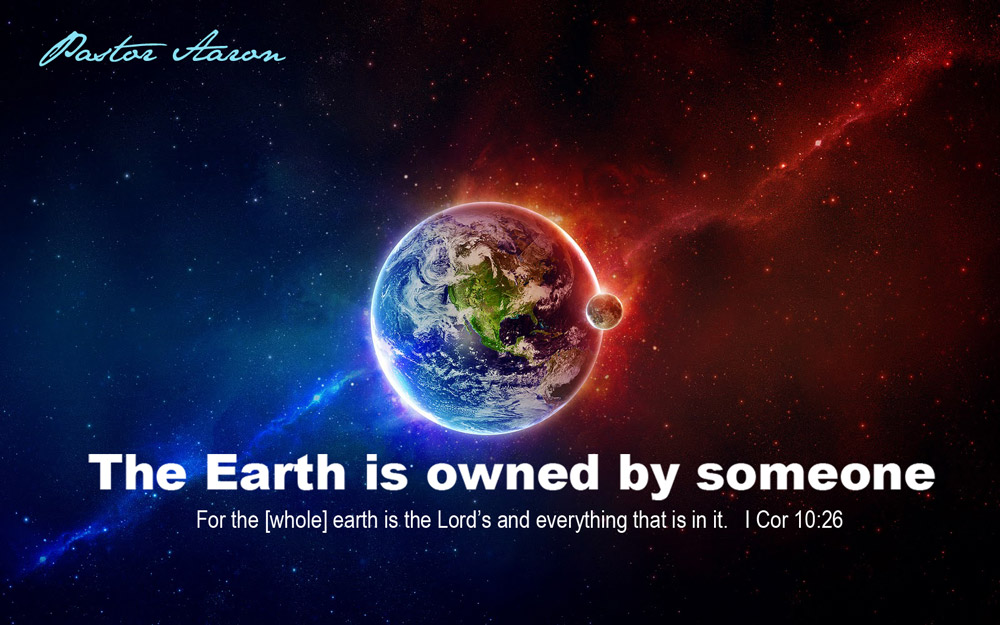 Pastor Aaron
The Earth is owned by someone
For the [whole] earth is the Lord’s and everything that is in it. I Cor 10:26